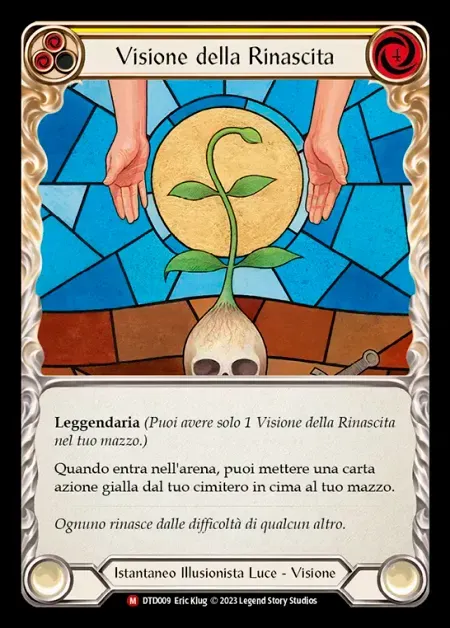 Visione della Rinascita
4
Leggendaria (Puoi avere solo 1 Visione della Rinascita
nel tuo mazzo.)
Quando entra nell'arena, puoi mettere una carta
azione gialla dal tuo cimitero in cima al tuo mazzo.
Ognuno rinasce dalle difficoltà di qualcun altro.
Istantaneo Illusionista Luce - Visione
M DTD009 Eric Klug © 2023 Legend Story Studios